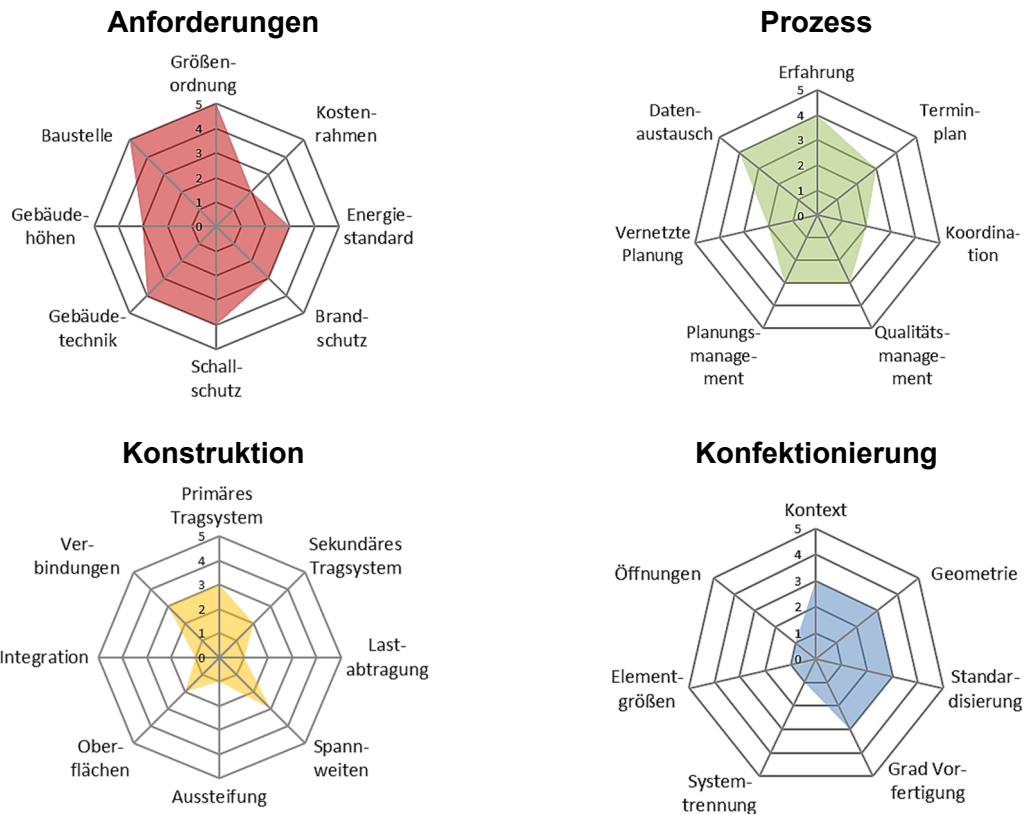 Anforderungen
Größen-
ordnung
Kosten-
rahmen
Energie-
standard
Brand-
schutz
Schall-
schutz
Gebäude-
technik
Gebäude-
höhen
Baustelle
5
4
3
2
1
0
Prozess
Erfahrung
Termin-
plan
Koordina-
tion
Qualitäts-
manage-
ment
Planungs-
manage-
ment
Vernetzte
Planung
Daten-
austausch
5
4
3
2
1
0
Konstruktion
Primäres
Tragsystem
Sekundäres
Tragsystem
Last-
abtragung
Spann-
weiten
Aussteifung
Ober-
flächen
Integration
Ver-
bindungen
5
4
3
2
1
0
Konfektionierung
Kontext
Geometrie
Standar-
disierung
Grad Vor-
fertigung
System-
trennung
Element-
größen
Öffnungen
5
4
3
2
1
0